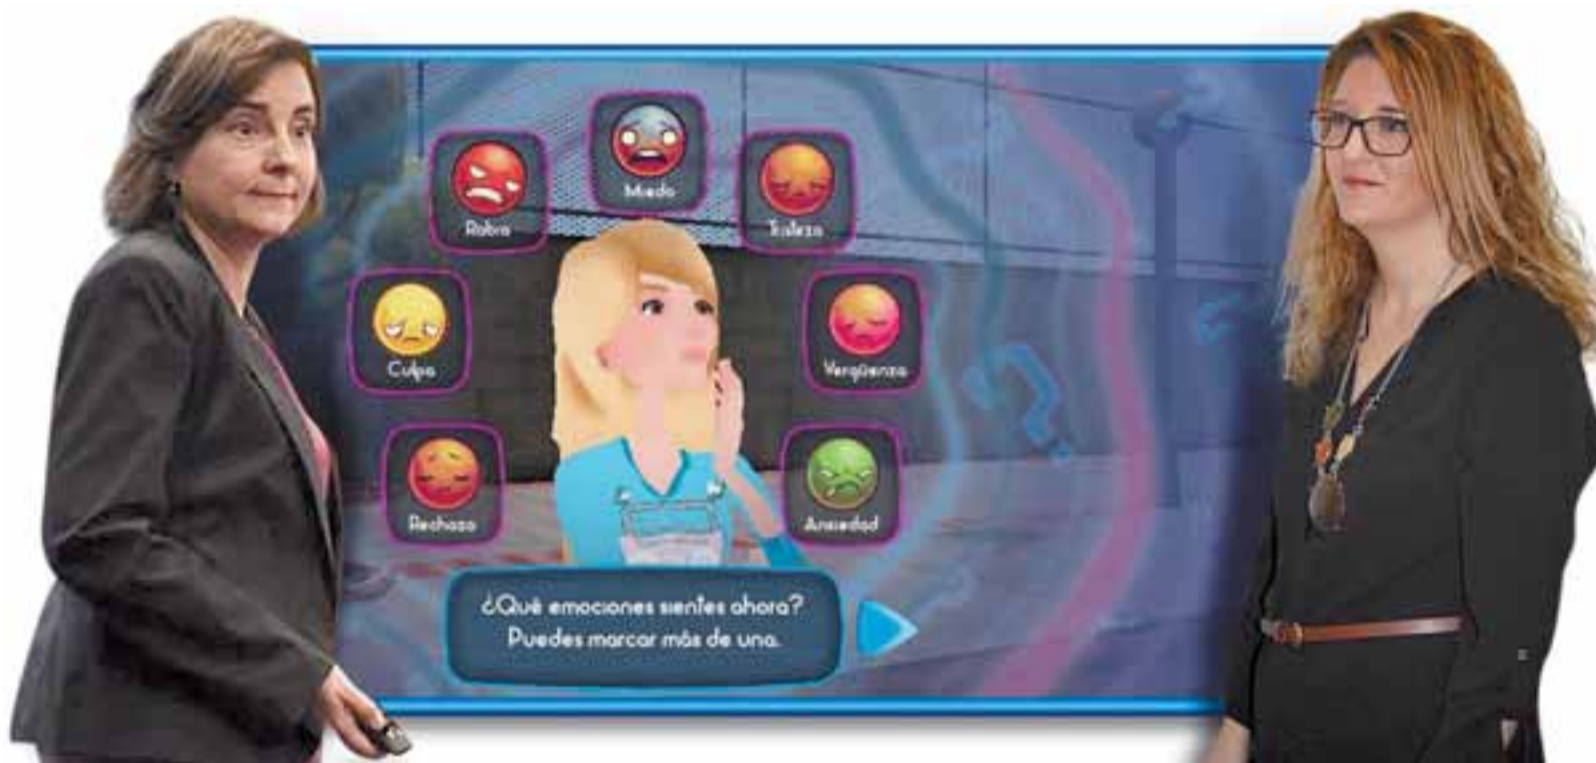 Miedo
Rabia
Tristeza
Culpa
Vergüenza
Rechazo
Ansiedad
¿Qué emociones sientes ahora?
Puedes marcar más de una.